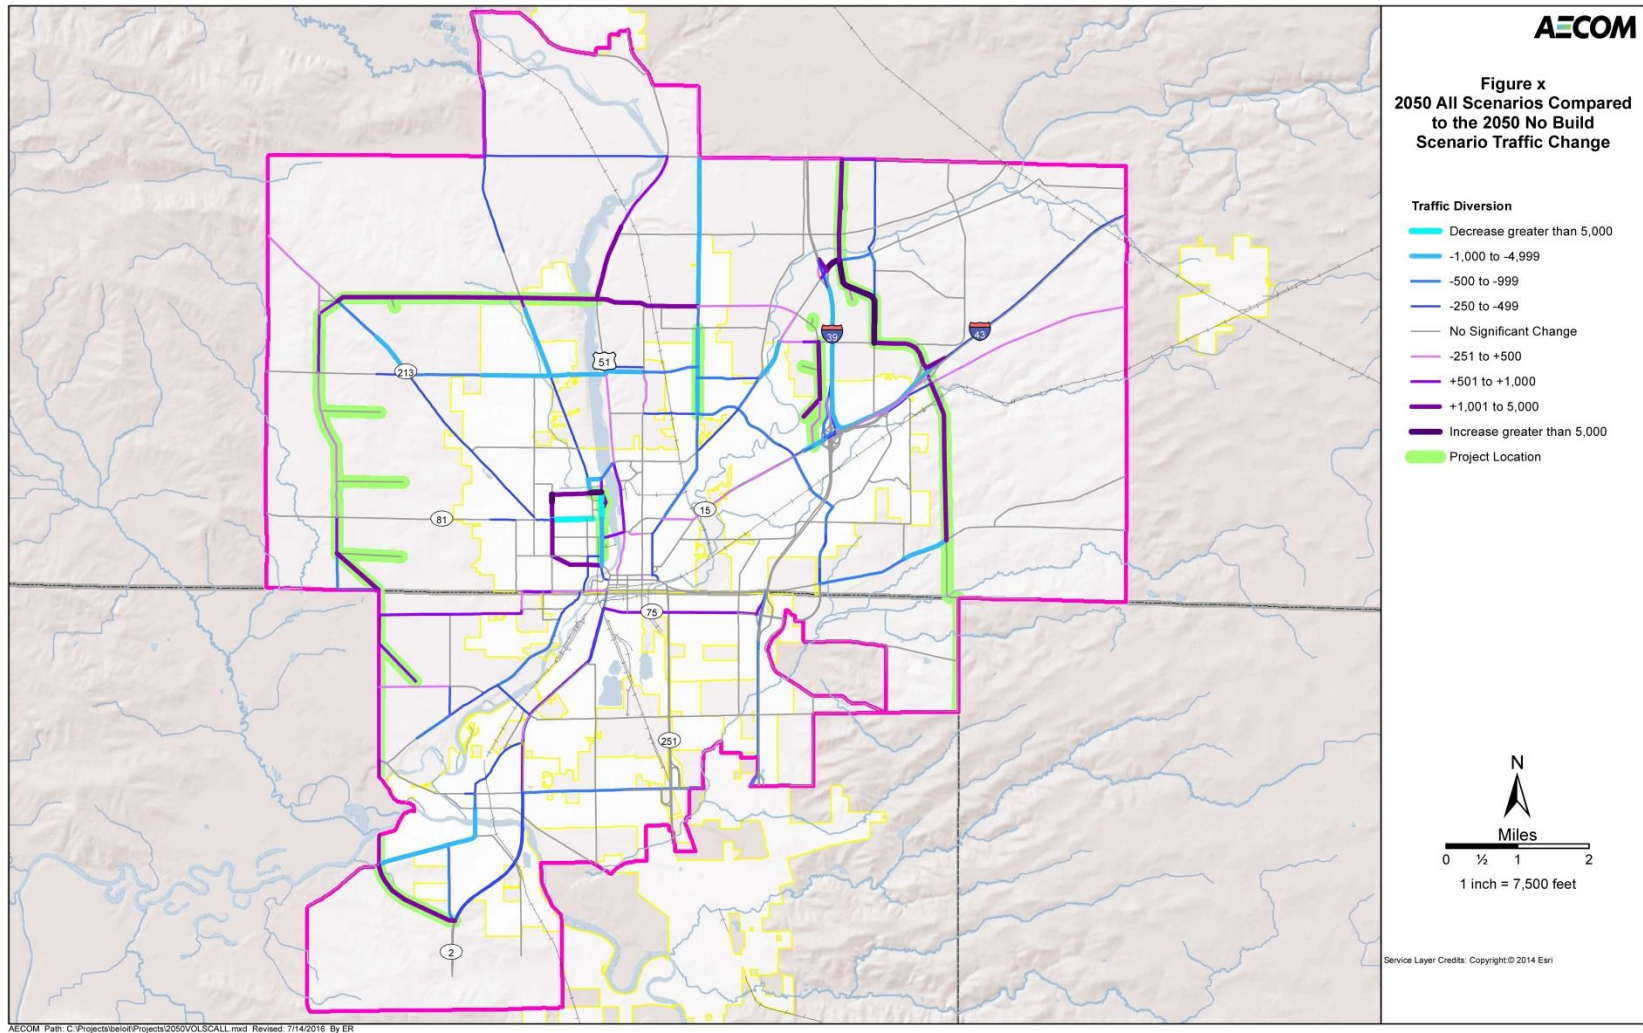 AECOM
Figure x
2050 All Scenarios Compared
to the 2050 No Build
Scenario Traffic Change
Traffic Diversion
Decrease greater than 5,000
-1,000 to -4,999
-500 to -999
-250 to -499
No Significant Change
-251 to +500
+501 to +1,000
+1,001 to 5,000
Increase greater than 5,000
Project Location
39
43
51
213
15
81
75
251
2
N
Miles
0 ½ 1 2
1 inch = 7,500 feet
Service Layer Credits: Copyright:© 2014 Esri
AECOM Path: C:\Projects\beloit\Projects\2050VOLSCALL.mxd Revised: 7/14/2016 By ER